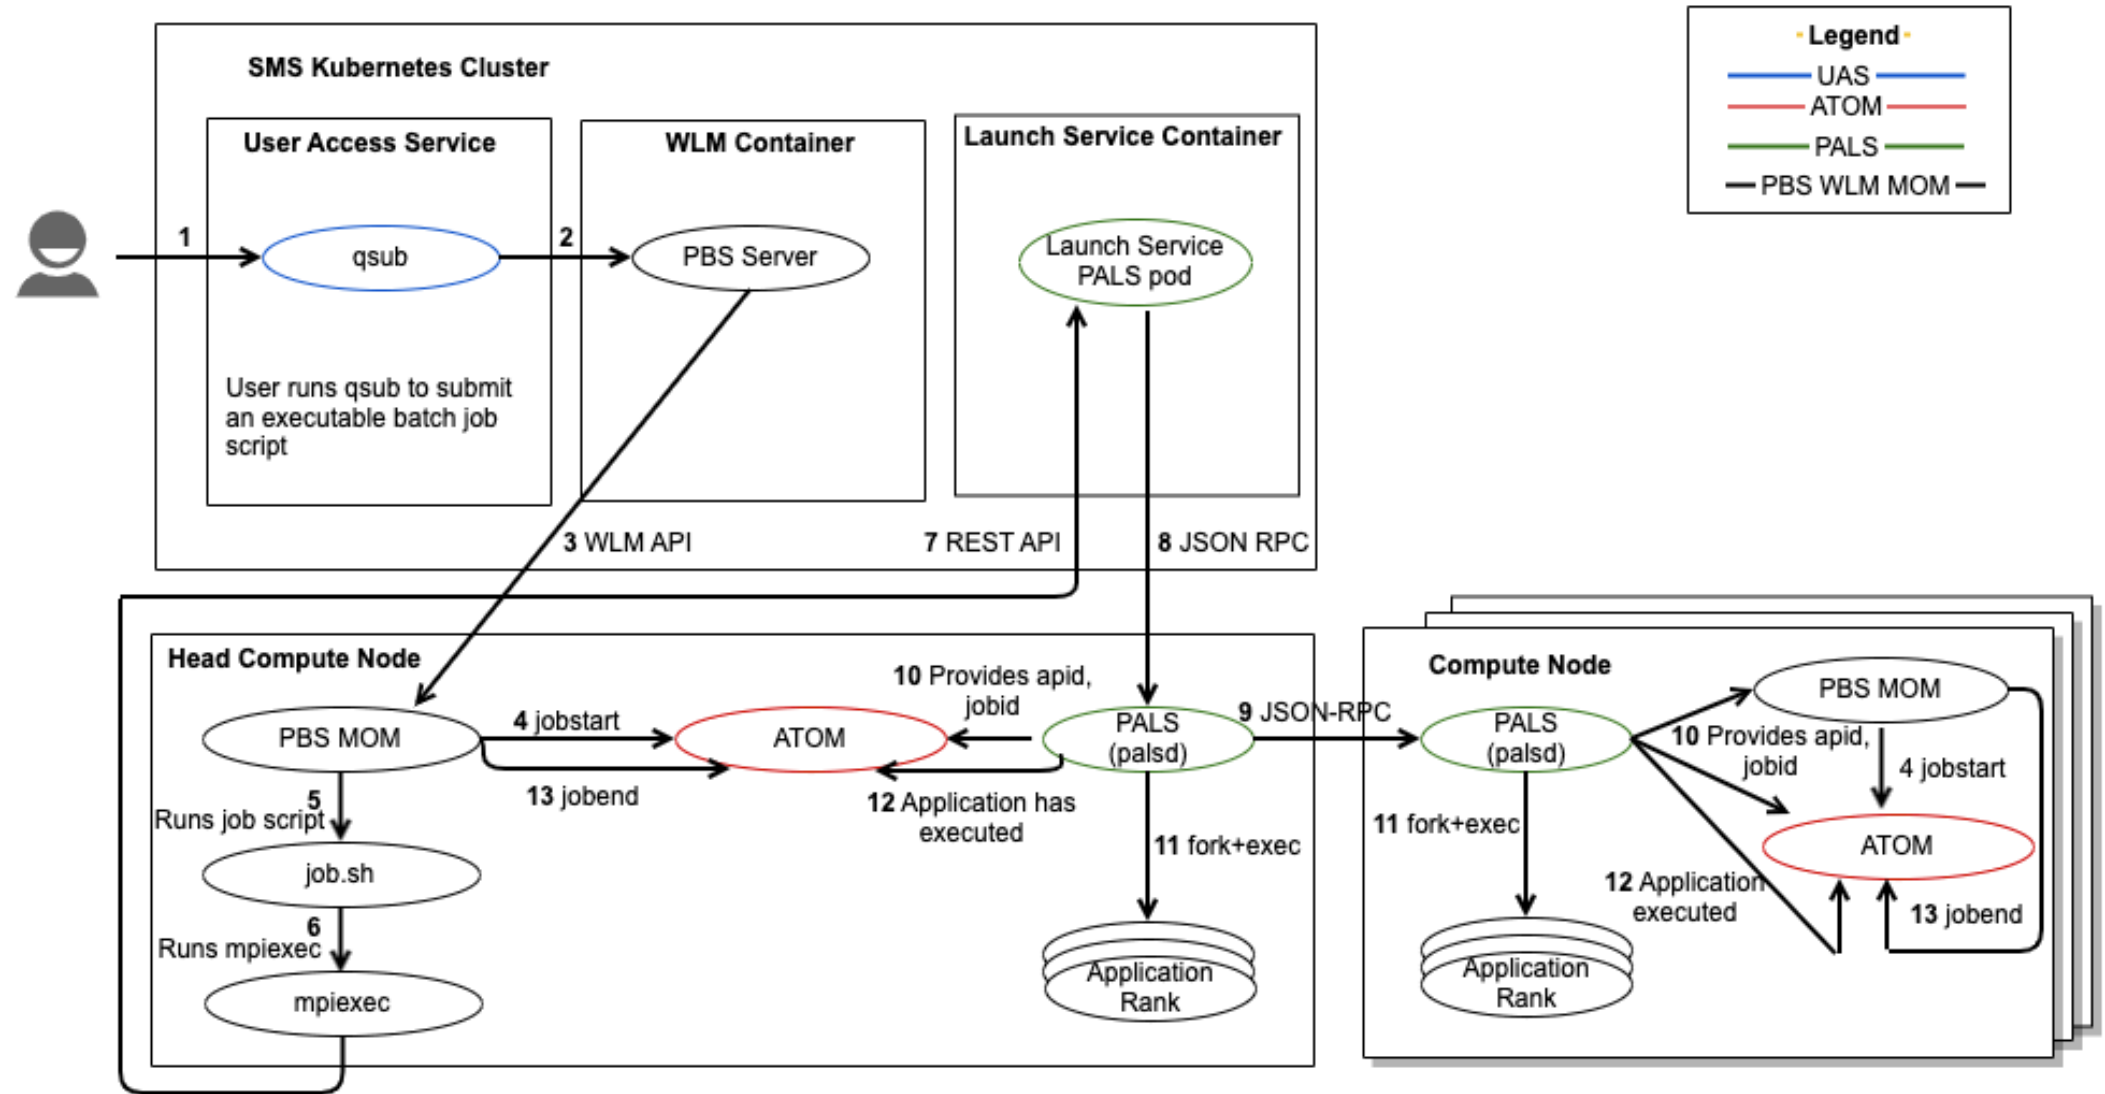 SMS Kubernetes Cluster
User Access Service
WLM Container
Launch Service Container
Legend
UAS
ATOM
PALS
PBS WLM MOM
1
qsub
2
PBS Server
Launch Service
PALS pod
User runs qsub to submit
an executable batch job
script
3 WLM API
7 REST API
8 JSON RPC
Head Compute Node
PBS MOM
4 jobstart
ATOM
10 Provides apid,
jobid
PALS
(palsd)
9 JSON-RPC
13 jobend
12 Application has
executed
5
Runs job script
job.sh
6
Runs mpiexec
mpiexec
11 fork+exec
Application
Rank
Compute Node
PALS
(palsd)
PBS MOM
10 Provides apid,
jobid
4 jobstart
ATOM
11 fork+exec
12 Application
executed
13 jobend
Application
Rank